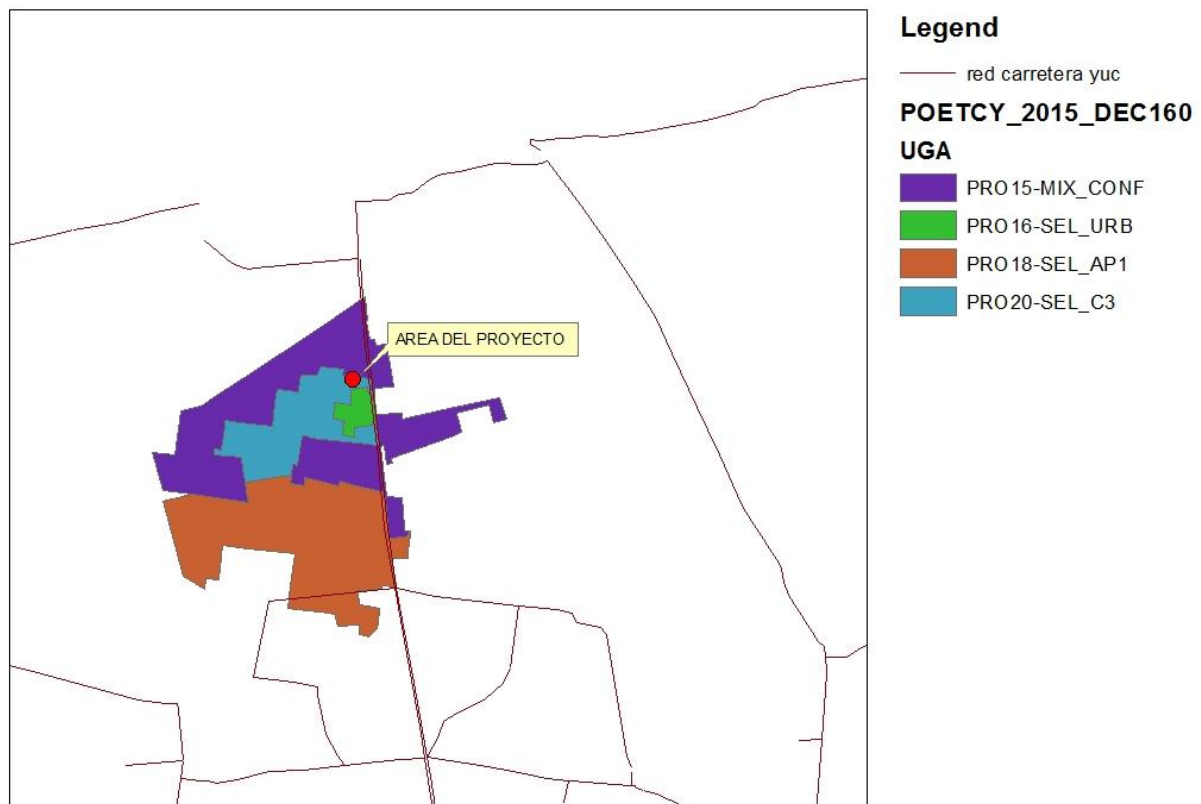 AREA DEL PROYECTO
Legend
red carretera yuc
POETCY_2015_DEC160
UGA
PRO15-MIX_CONF
PRO16-SEL_URB
PRO18-SEL_AP1
PRO20-SEL_C3